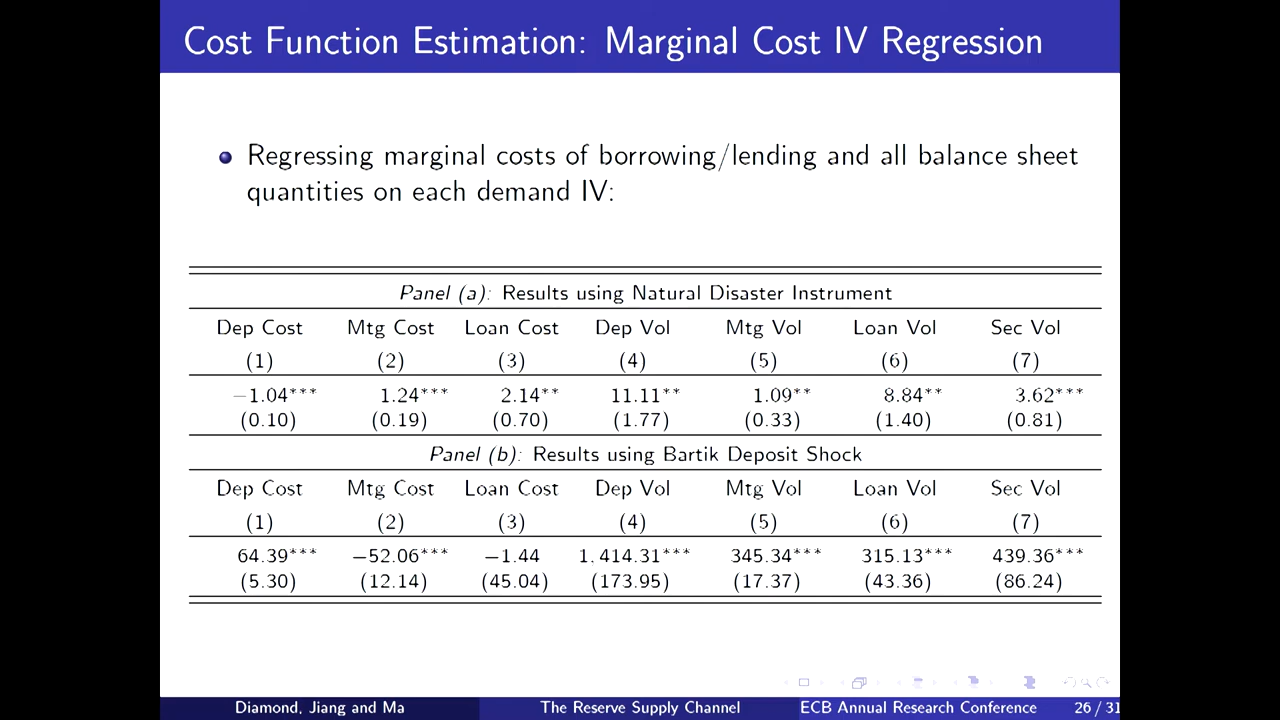 Cost Function Estimation: Marginal Cost IV Regression
Regressing marginal costs of borrowing/lending and all balance sheet
quantities on each demand IV:
Panel (a): Results using Natural Disaster Instrument
Dep Cost Mtg Cost Loan Cost Dep Vol Mtg Vol Loan Vol Sec Vol
(1) (2) (3) (4) (5) (6) (7)
−1.04*** 1.24*** 2.14** 11.11** 1.09** 8.84** 3.62***
(0.10) (0.19) (0.70) (1.77) (0.33) (1.40) (0.81)
Panel (b): Results using Bartik Deposit Shock
Dep Cost Mtg Cost Loan Cost Dep Vol Mtg Vol Loan Vol Sec Vol
(1) (2) (3) (4) (5) (6) (7)
64.39*** −52.06*** −1.44 1,414.31*** 345.34*** 315.13*** 439.36***
(5.30) (12.14) (45.04) (173.95) (17.37) (43.36) (86.24)
Diamond, Jiang and Ma The Reserve Supply Channel ECB Annual Research Conference 26 / 31